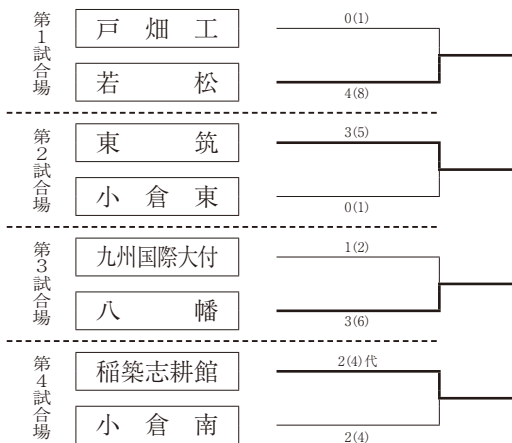 第1試合場
戸畑工 0(1)
若松 4(8)
第2試合場
東筑 3(5)
小倉東 0(1)
第3試合場
九州国際大付 1(2)
八幡 3(6)
第4試合場
稲築志耕館 2(4)代
小倉南 2(4)